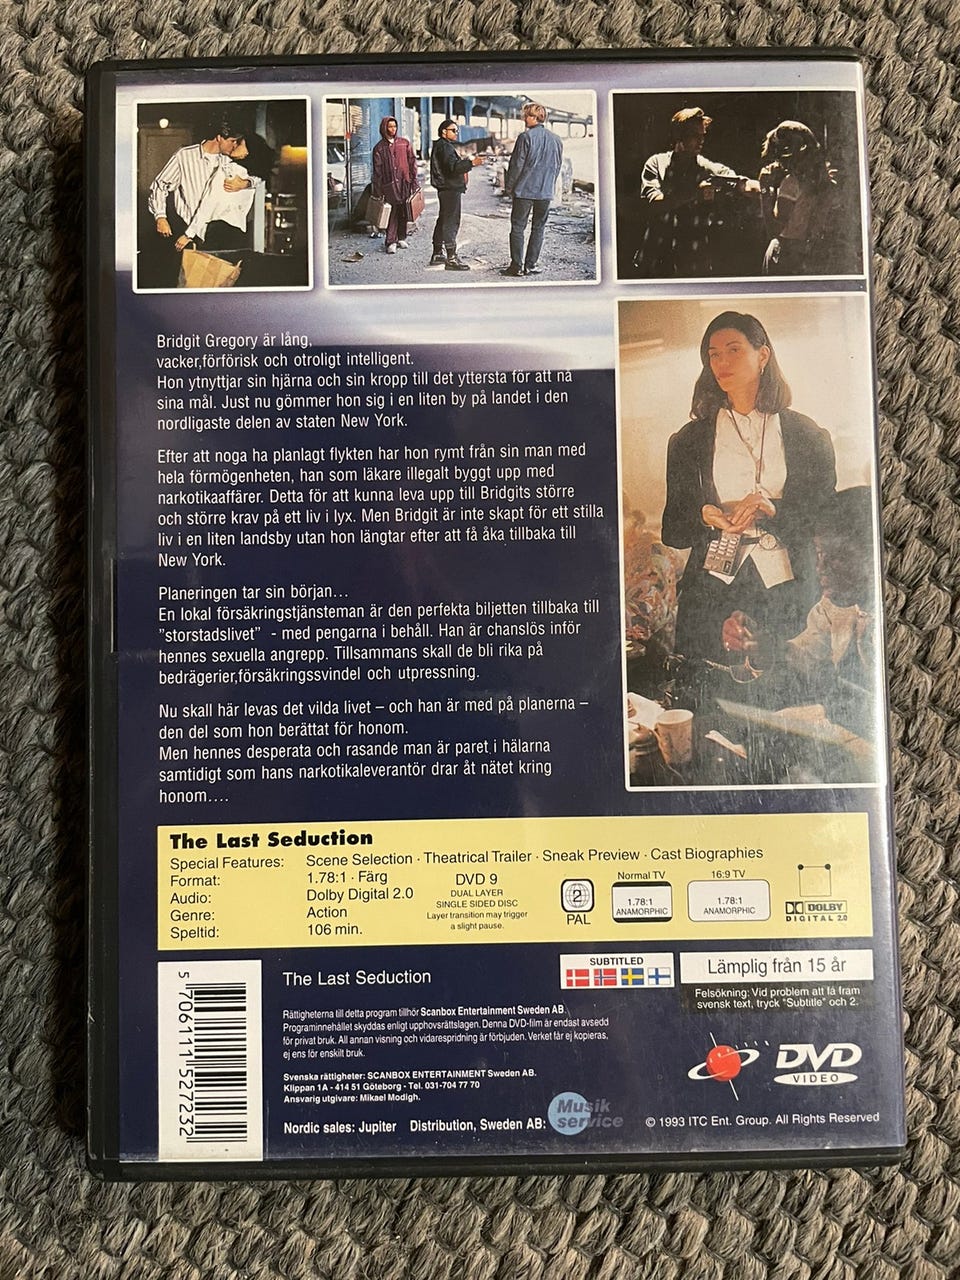 Bridgit Gregory är lång,
vacker,förförisk och otroligt intelligent.
Hon ytnyttjar sin hjärna och sin kropp till det yttersta för att nå
sina mål. Just nu gömmer hon sig i en liten by på landet i den
nordligaste delen av staten New York.
Efter att noga ha planlagt flykten har hon rymt från sin man med
hela förmögenheten, han som läkare illegalt byggt upp med
narkotikaaffärer. Detta för att kunna leva upp till Bridgits större
och större krav på ett liv i lyx. Men Bridgit är inte skapt för ett stilla
liv i en liten landsby utan hon längtar efter att få åka tillbaka till
New York.
Planeringen tar sin början...
En lokal försäkringstjänsteman är den perfekta biljetten tillbaka till
"storstadslivet" - med pengarna i behåll. Han är chanslös inför
hennes sexuella angrepp. Tillsammans skall de bli rika på
bedrägerier,försäkringssvindel och utpressning.
Nu skall här levas det vilda livet – och han är med på planerna –
den del som hon berättat för honom.
Men hennes desperata och rasande man är paret i hälarna
samtidigt som hans narkotikaleverantör drar åt nätet kring
honom....
The Last Seduction
Special Features: Scene Selection · Theatrical Trailer · Sneak Preview · Cast Biographies
Format: 1.78:1 · Färg
Audio: Dolby Digital 2.0
Genre: Action
Speltid: 106 min.
DVD 9
DUAL LAYER
SINGLE SIDED DISC
Layer transition may trigger
a slight pause.
2
PAL
Normal TV
1.78:1
ANAMORPHIC
16:9 TV
1.78:1
ANAMORPHIC
DOLBY
DIGITAL 2.0
5 706111 527232
The Last Seduction
SUBTITLED
Lämplig från 15 år
Felsökning: Vid problem att få fram
svensk text, tryck "Subtitle" och 2.
Rättigheterna till detta program tillhör Scanbox Entertainment Sweden AB.
Programinnehållet skyddas enligt upphovsrättslagen. Denna DVD-film är endast avsedd
för privat bruk. All annan visning och vidarespridning är förbjuden. Verket får ej kopieras,
ej ens för enskilt bruk.
Svenska rättigheter: SCANBOX ENTERTAINMENT Sweden AB.
Klippan 1A - 414 51 Göteborg - Tel. 031-704 77 70
Ansvarig utgivare: Mikael Modigh.
DVD
VIDEO
Nordic sales: Jupiter Distribution, Sweden AB:
Musik
service
© 1993 ITC Ent. Group. All Rights Reserved